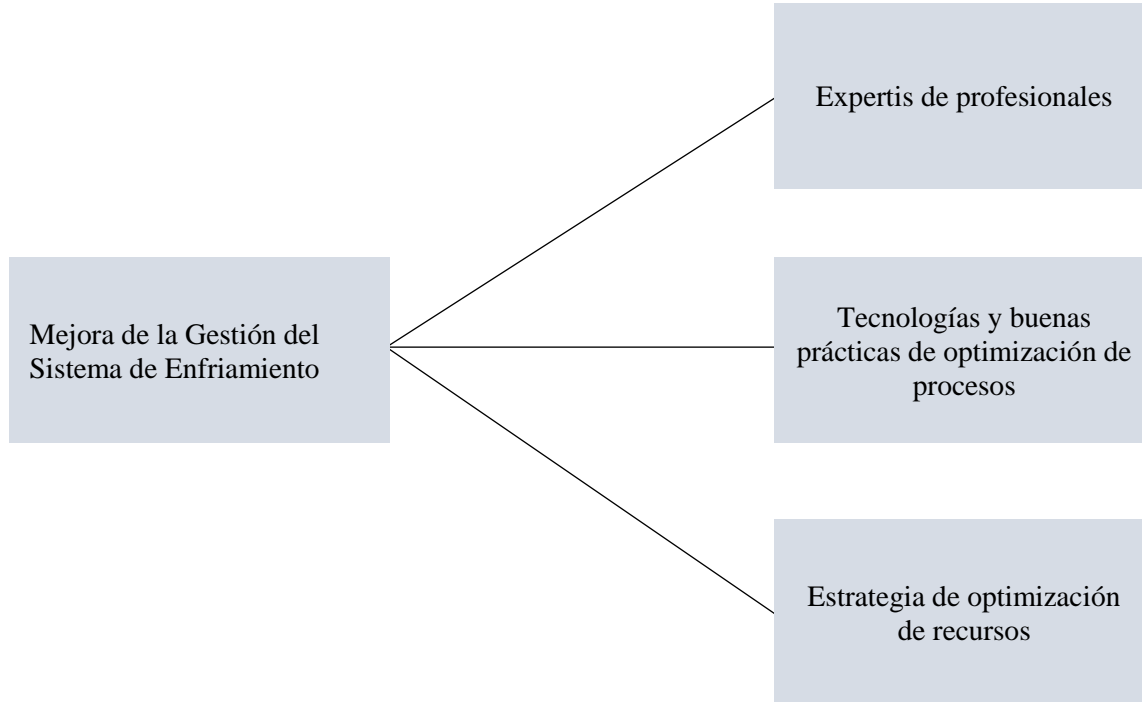 Expertis de profesionales
Mejora de la Gestión del
Sistema de Enfriamiento
Tecnologías y buenas
prácticas de optimización de
procesos
Estrategia de optimización
de recursos